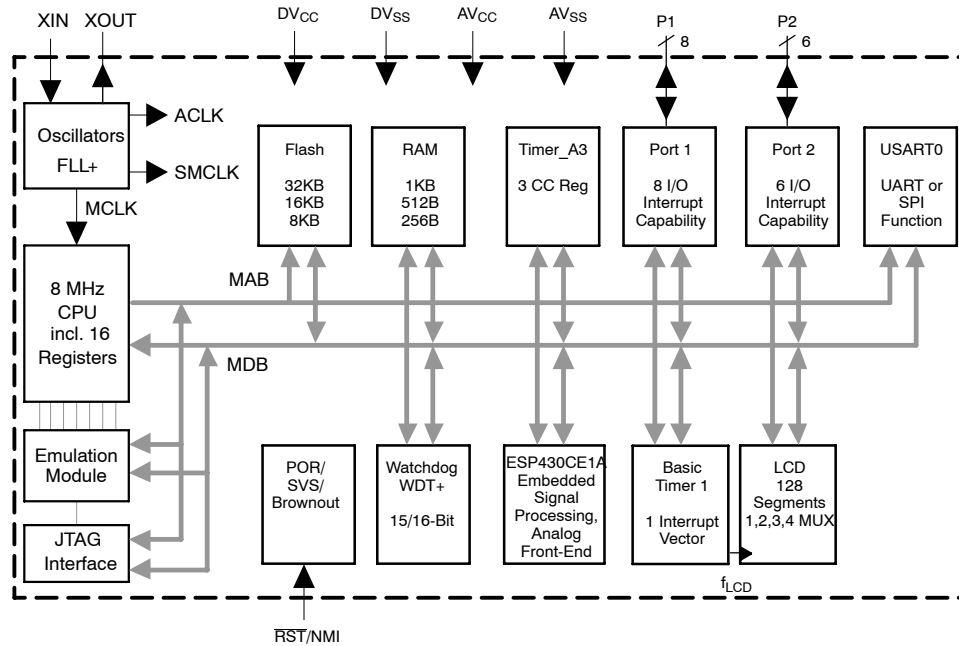 XIN XOUT DVCC DVSS AVCC AVSS P1 P2
8 6
Oscillators
FLL+
ACLK
SMCLK
MCLK
Flash
32KB
16KB
8KB
RAM
1KB
512B
256B
Timer_A3
3 CC Reg
Port 1
8 I/O
Interrupt
Capability
Port 2
6 I/O
Interrupt
Capability
USART0
UART or
SPI
Function
8 MHz
CPU
incl. 16
Registers
MAB
MDB
Emulation
Module
JTAG
Interface
POR/
SVS/
Brownout
Watchdog
WDT+
15/16-Bit
ESP430CE1A
Embedded
Signal
Processing,
Analog
Front-End
Basic
Timer 1
1 Interrupt
Vector
LCD
128
Segments
1,2,3,4 MUX
fLCD
RST/NMI